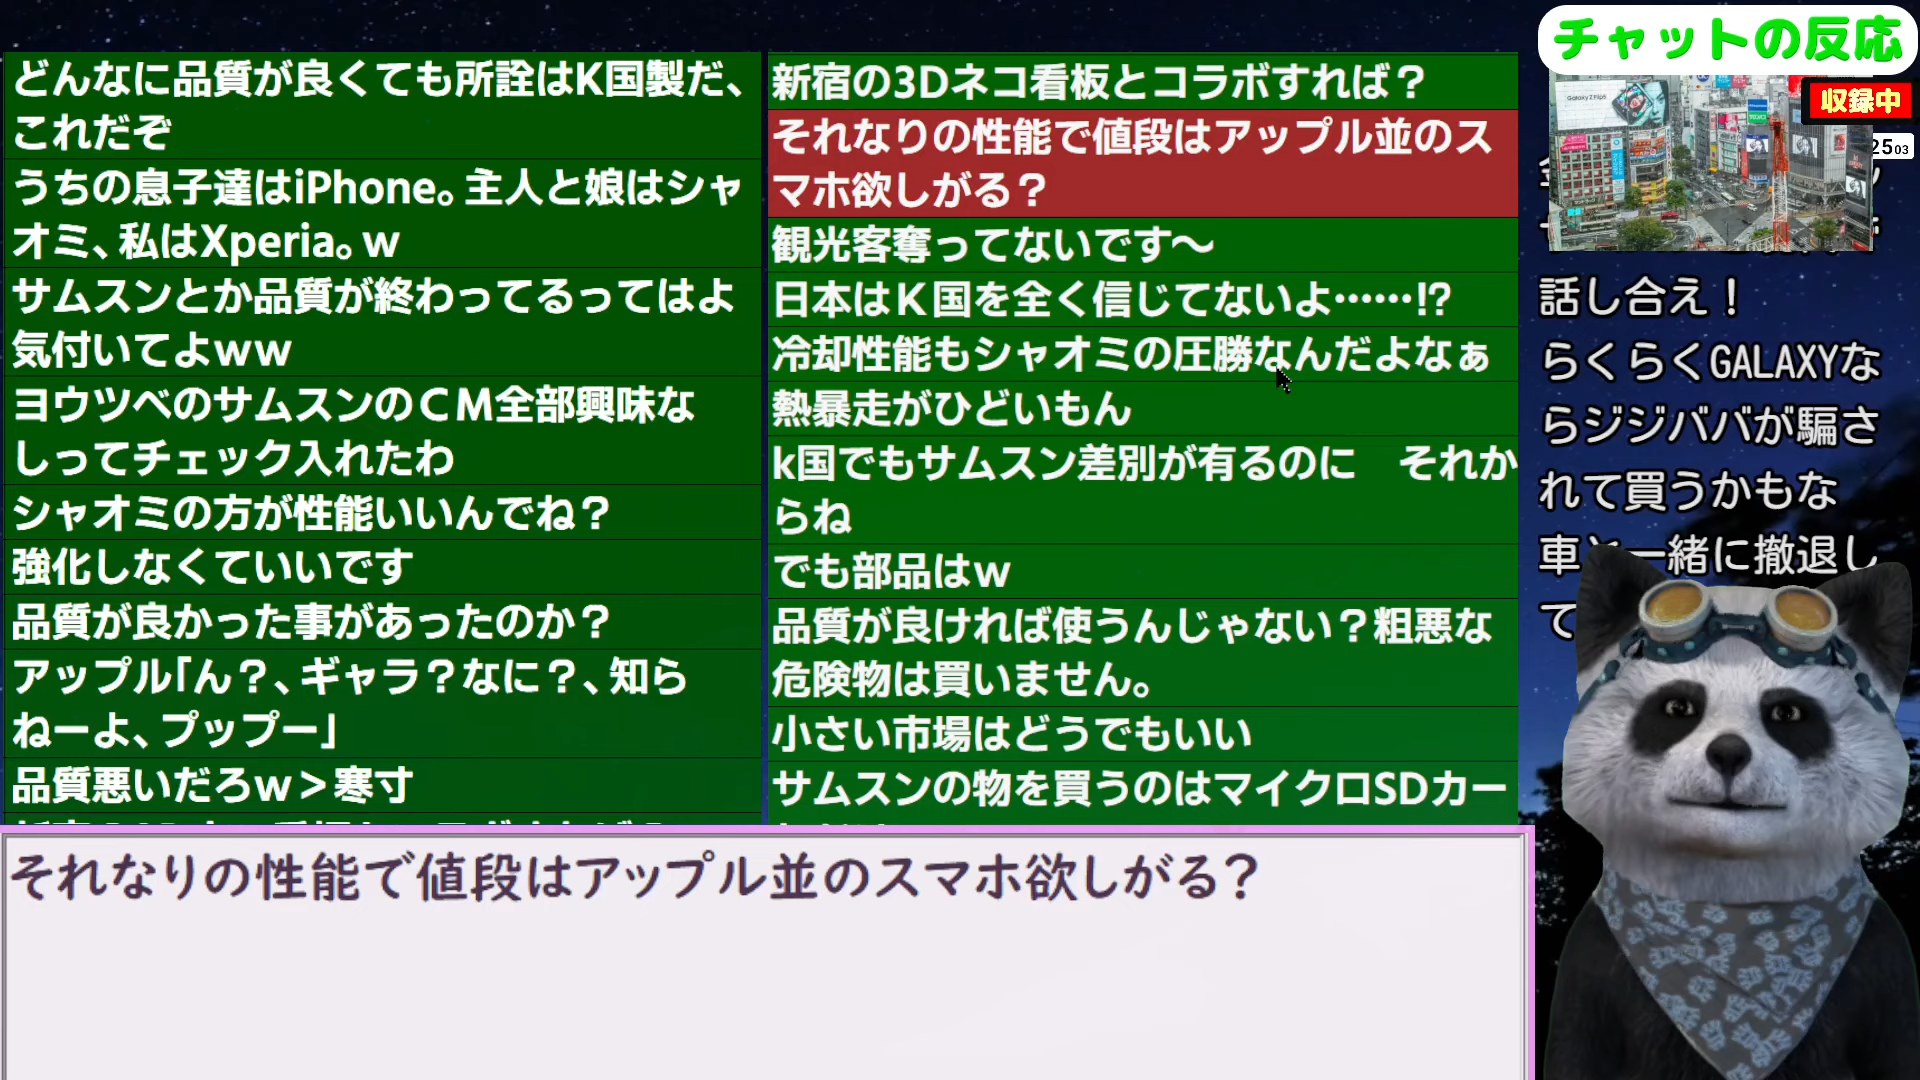 どんなに品質が良くても所詮はK国製だ、
これだぞ
うちの息子達はiPhone。主人と娘はシャ
オミ、私はXperia。w
サムスンとか品質が終わってるってはよ
気付いてよww
ヨウツベのサムスンのCM全部興味な
しってチェック入れたわ
シャオミの方が性能いいんでね？
強化しなくていいです
品質が良かった事があったのか？
アップル「ん？、ギャラ？なに？、知ら
ねーよ、プップー」
品質悪いだろw＞寒寸
新宿の3Dネコ看板とコラボすれば？
それなりの性能で値段はアップル並のス
マホ欲しがる？
観光客奪ってないです～
日本はK国を全く信じてないよ……!?
冷却性能もシャオミの圧勝なんだよなぁ
熱暴走がひどいもん
k国でもサムスン差別が有るのに　それか
らね
でも部品はw
品質が良ければ使うんじゃない？粗悪な
危険物は買いません。
小さい市場はどうでもいい
サムスンの物を買うのはマイクロSDカー
チャットの反応
Galaxy Z Flip5
収録中
2503
話し合え！
らくらくGALAXYな
らジジババが騙さ
れて買うかもな
車と一緒に撤退し
て
それなりの性能で値段はアップル並のスマホ欲しがる？